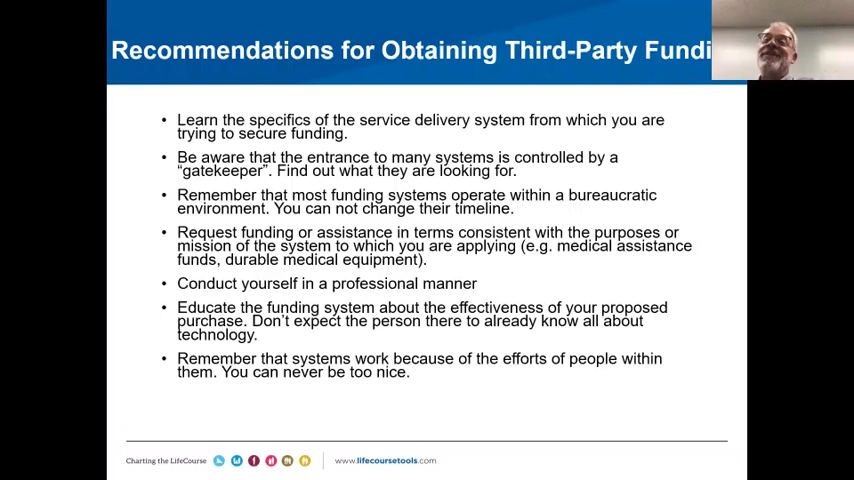 Recommendations for Obtaining Third-Party Fundi
• Learn the specifics of the service delivery system from which you are
trying to secure funding.
• Be aware that the entrance to many systems is controlled by a
“gatekeeper”. Find out what they are looking for.
• Remember that most funding systems operate within a bureaucratic
environment. You can not change their timeline.
• Request funding or assistance in terms consistent with the purposes or
mission of the system to which you are applying (e.g. medical assistance
funds, durable medical equipment).
• Conduct yourself in a professional manner
• Educate the funding system about the effectiveness of your proposed
purchase. Don’t expect the person there to already know all about
technology.
• Remember that systems work because of the efforts of people within
them. You can never be too nice.
Charting the LifeCourse
www.lifecoursetools.com